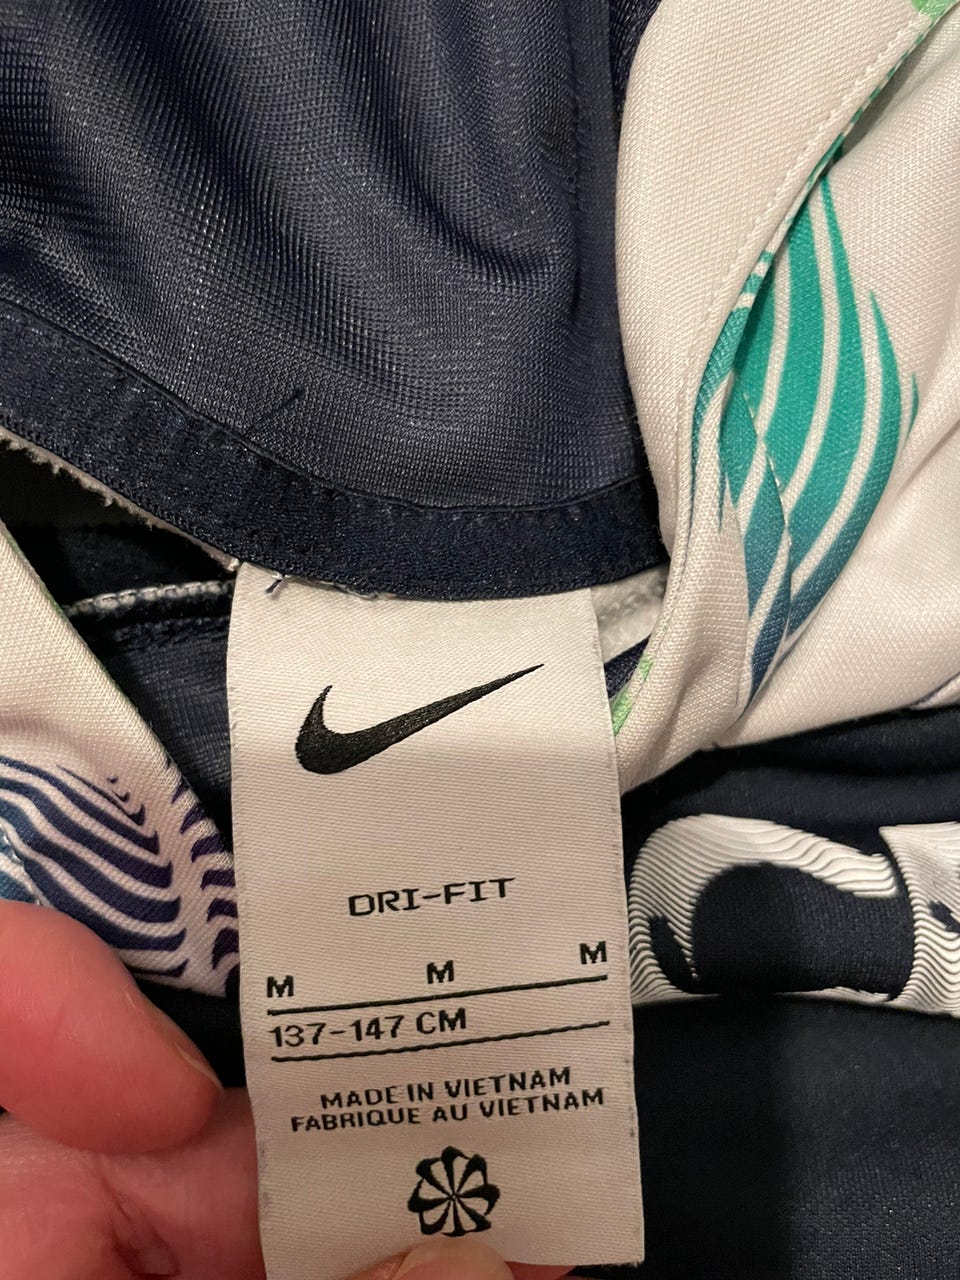 DRI-FIT
M M M
137-147 CM
MADE IN VIETNAM
FABRIQUE AU VIETNAM